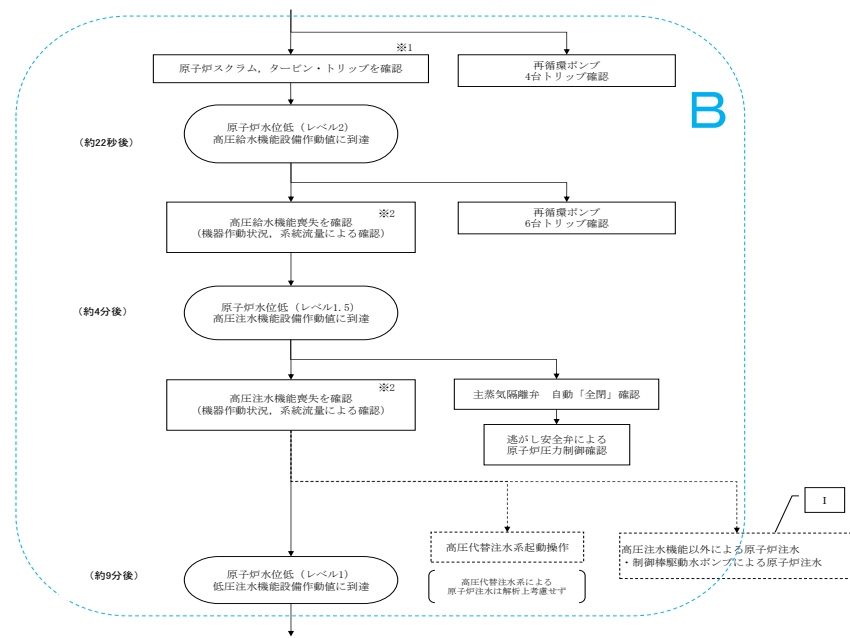 ※1
原子炉スクラム，タービン・トリップを確認
再循環ポンプ
4台トリップ確認
B
(約22秒後)
原子炉水位低（レベル2）
高圧給水機能設備作動値に到達
※2
高圧給水機能喪失を確認
(機器作動状況，系統流量による確認)
再循環ポンプ
6台トリップ確認
(約4分後)
原子炉水位低（レベル1.5）
高圧注水機能設備作動値に到達
※2
高圧注水機能喪失を確認
(機器作動状況，系統流量による確認)
主蒸気隔離弁　自動「全閉」確認
逃がし安全弁による
原子炉圧力制御確認
I
高圧代替注水系起動操作
高圧注水機能以外による原子炉注水
・制御棒駆動水ポンプによる原子炉注水
(約9分後)
原子炉水位低（レベル1）
低圧注水機能設備作動値に到達
高圧代替注水系による
原子炉注水は解析上考慮せず